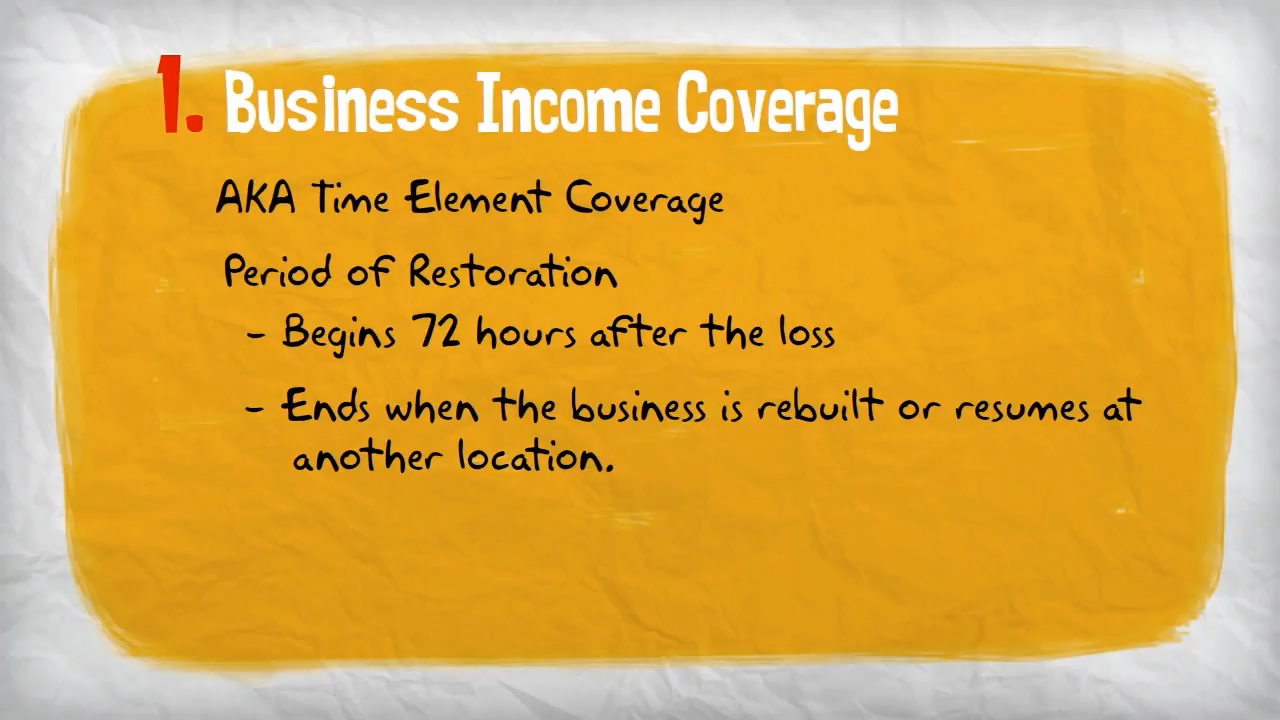 1. Business Income Coverage
AKA Time Element Coverage
Period of Restoration
- Begins 72 hours after the loss
- Ends when the business is rebuilt or resumes at
another location.